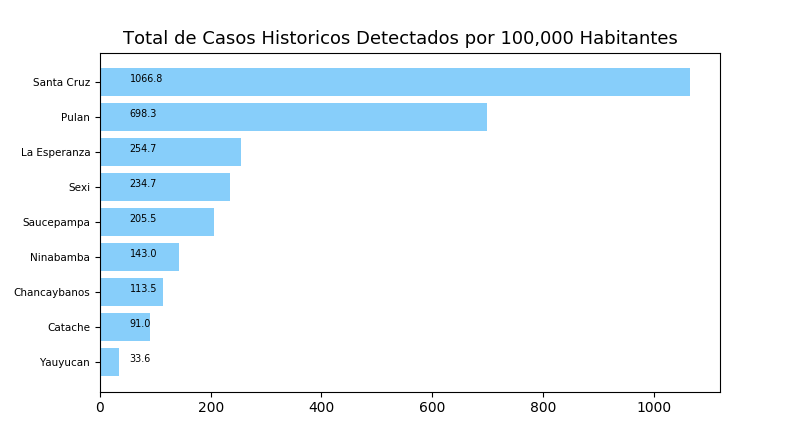 Total de Casos Historicos Detectados por 100,000 Habitantes
Santa Cruz 1066.8
Pulan 698.3
La Esperanza 254.7
Sexi 234.7
Saucepampa 205.5
Ninabamba 143.0
Chancaybanos 113.5
Catache 91.0
Yauyucan 33.6
0 200 400 600 800 1000